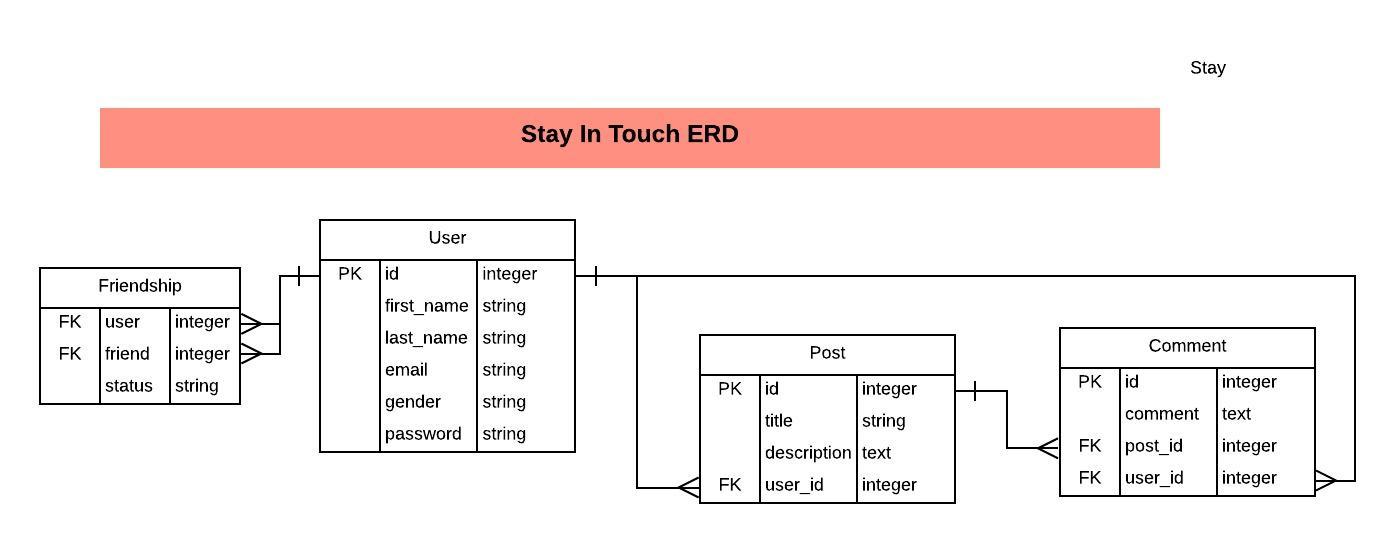 Stay
Stay In Touch ERD
Friendship
FK user integer
FK friend integer
status string
User
PK id integer
first_name string
last_name string
email string
gender string
password string
Post
PK id integer
title string
description text
FK user_id integer
Comment
PK id integer
comment text
FK post_id integer
FK user_id integer